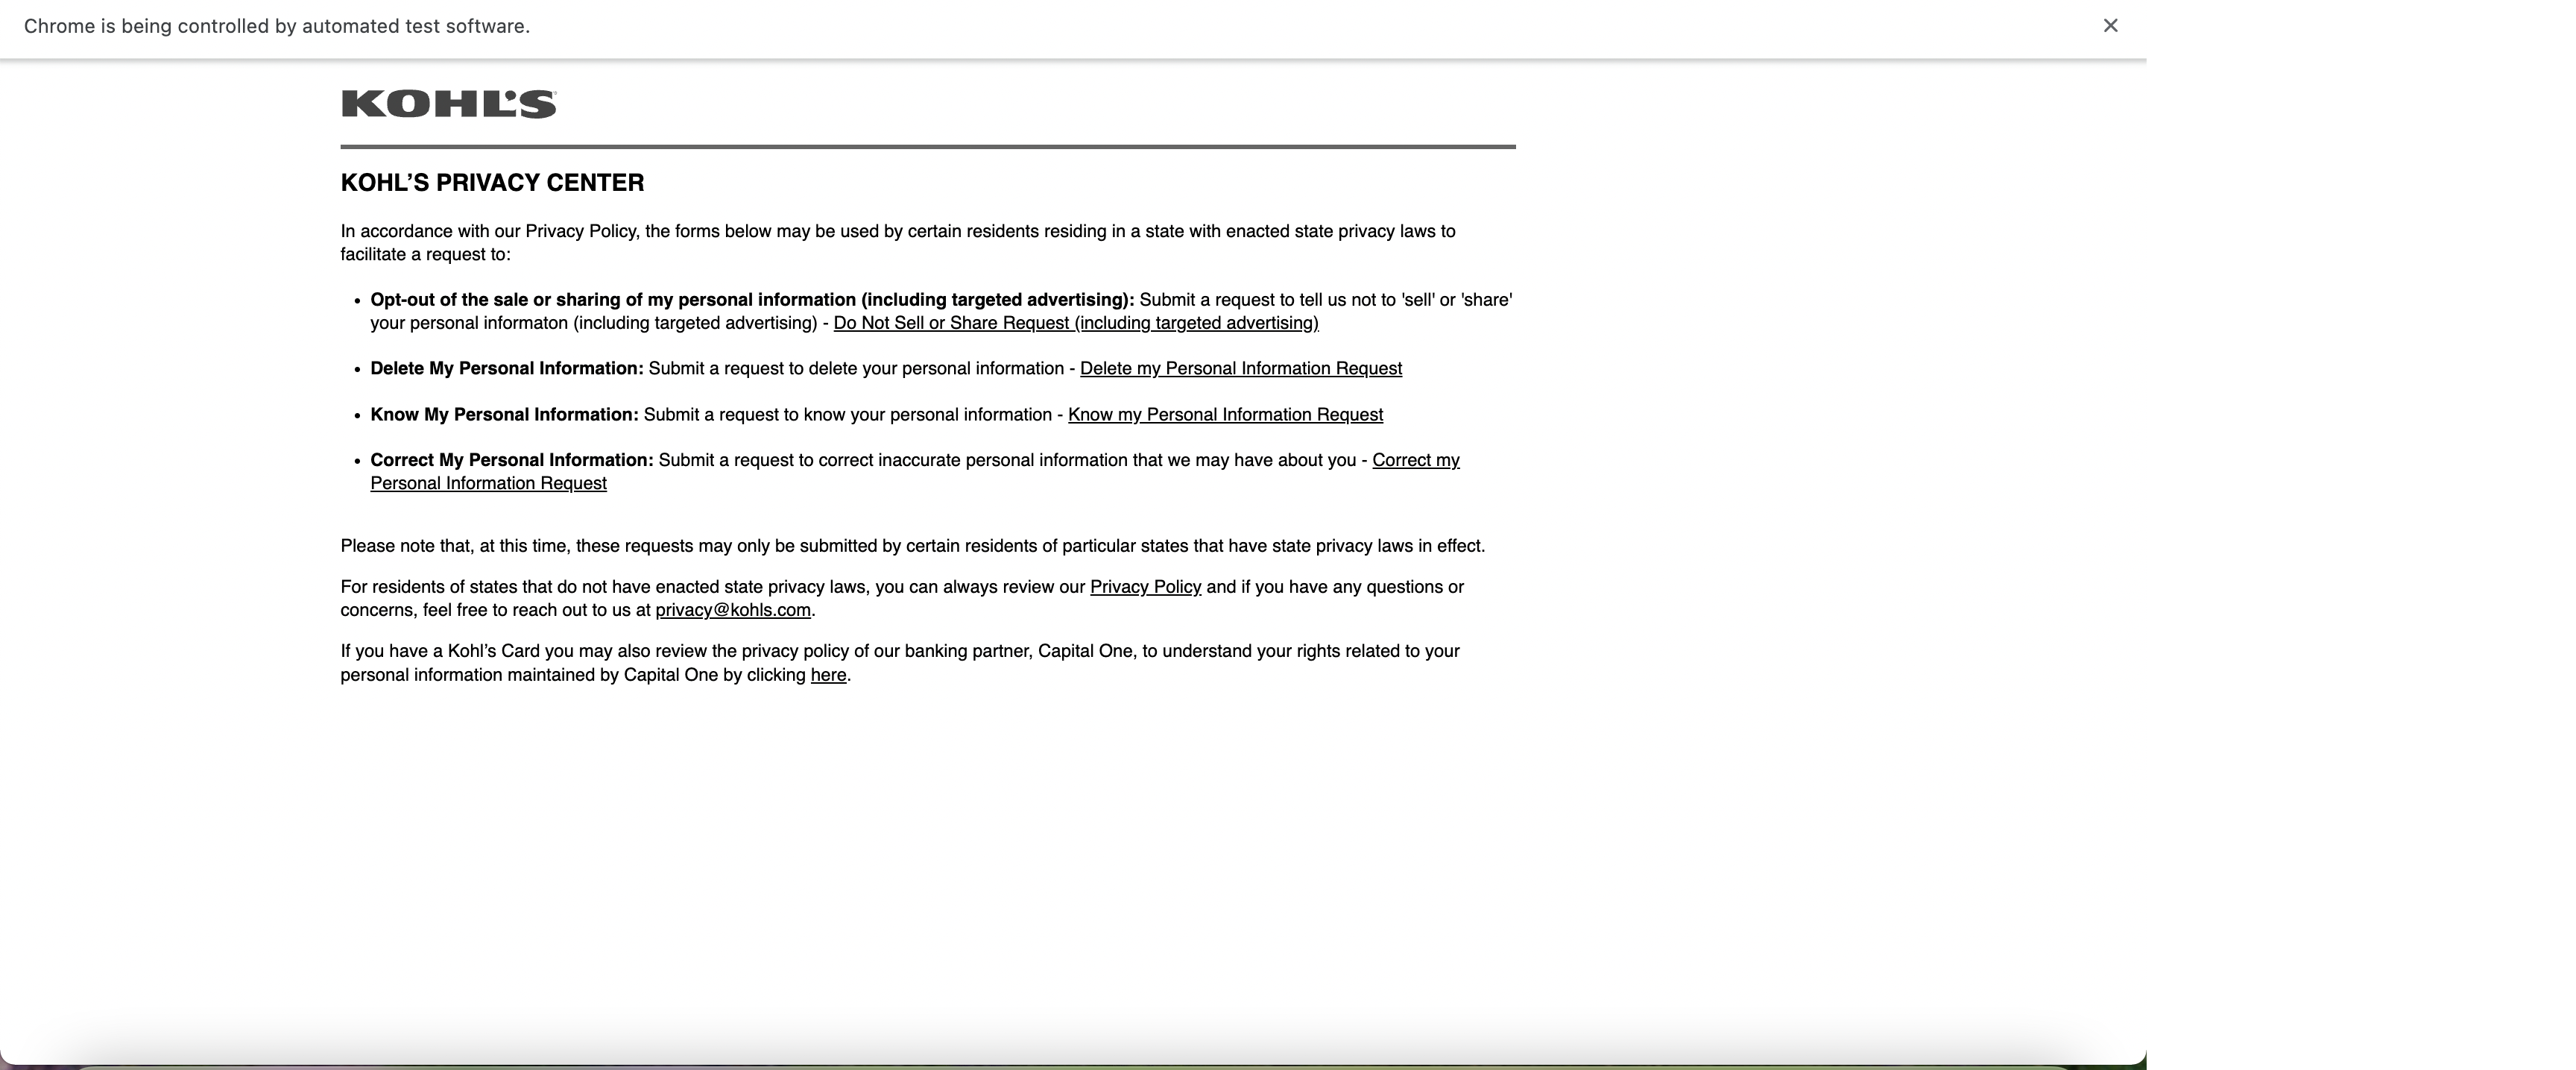 Chrome is being controlled by automated test software.
KOHL'S
KOHL’S PRIVACY CENTER
In accordance with our Privacy Policy, the forms below may be used by certain residents residing in a state with enacted state privacy laws to
facilitate a request to:
• Opt-out of the sale or sharing of my personal information (including targeted advertising): Submit a request to tell us not to 'sell' or 'share'
your personal informaton (including targeted advertising) - Do Not Sell or Share Request (including targeted advertising)
• Delete My Personal Information: Submit a request to delete your personal information - Delete my Personal Information Request
• Know My Personal Information: Submit a request to know your personal information - Know my Personal Information Request
• Correct My Personal Information: Submit a request to correct inaccurate personal information that we may have about you - Correct my
Personal Information Request
Please note that, at this time, these requests may only be submitted by certain residents of particular states that have state privacy laws in effect.
For residents of states that do not have enacted state privacy laws, you can always review our Privacy Policy and if you have any questions or
concerns, feel free to reach out to us at privacy@kohls.com.
If you have a Kohl’s Card you may also review the privacy policy of our banking partner, Capital One, to understand your rights related to your
personal information maintained by Capital One by clicking here.